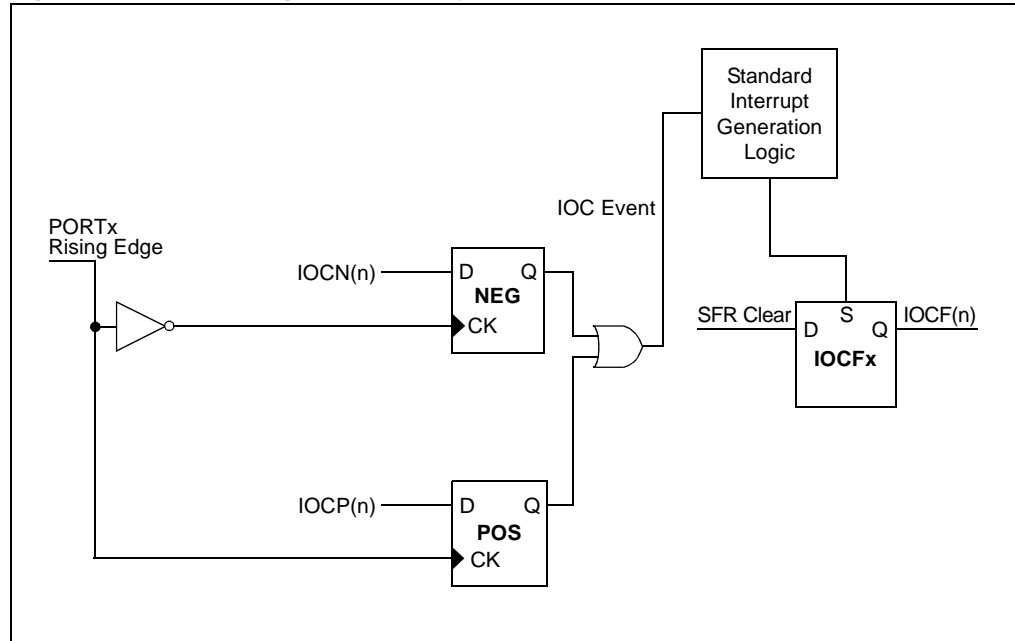 Standard
Interrupt
Generation
Logic
IOC Event
PORTx
Rising Edge
IOCN(n)
D Q
NEG
CK
SFR Clear
D S Q
IOCFx
IOCF(n)
IOCP(n)
D Q
POS
CK